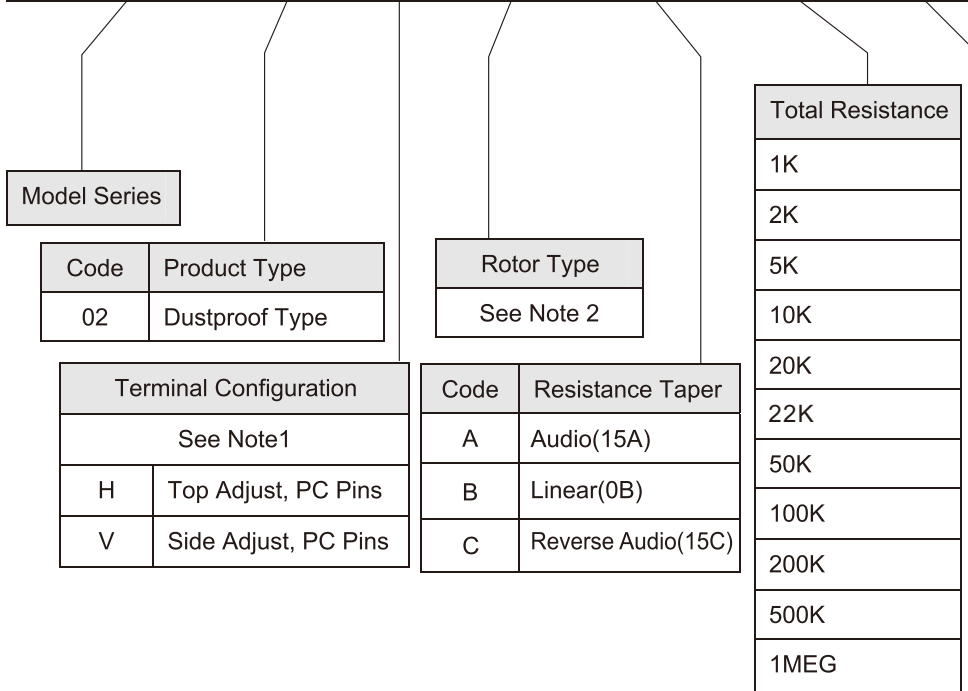 Model Series
Code Product Type
02 Dustproof Type
Terminal Configuration
See Note1
H Top Adjust, PC Pins
V Side Adjust, PC Pins
Rotor Type
See Note 2
Code Resistance Taper
A Audio(15A)
B Linear(0B)
C Reverse Audio(15C)
Total Resistance
1K
2K
5K
10K
20K
22K
50K
100K
200K
500K
1MEG